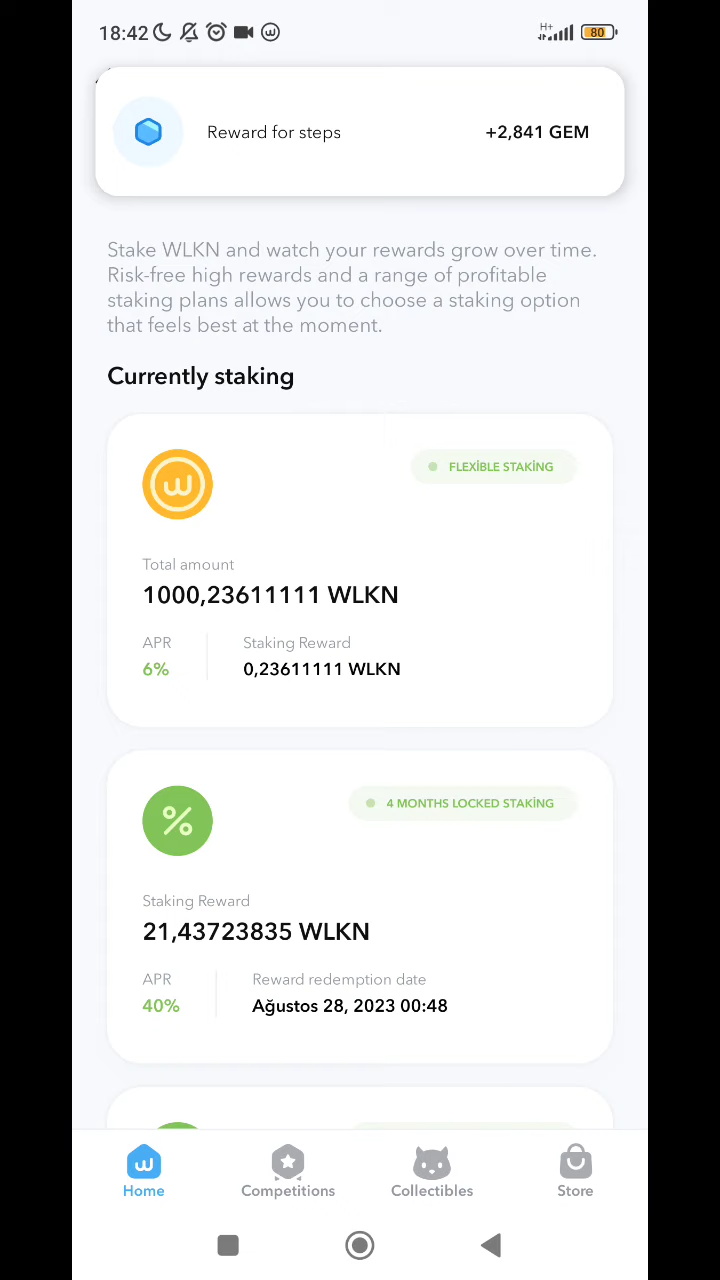 18:42
H+
80
Reward for steps
+2,841 GEM
Stake WLKN and watch your rewards grow over time.
Risk-free high rewards and a range of profitable
staking plans allows you to choose a staking option
that feels best at the moment.
Currently staking
FLEXİBLE STAKİNG
Total amount
1000,23611111 WLKN
APR
6%
Staking Reward
0,23611111 WLKN
4 MONTHS LOCKED STAKİNG
Staking Reward
21,43723835 WLKN
APR
40%
Reward redemption date
Ağustos 28, 2023 00:48
Home
Competitions
Collectibles
Store